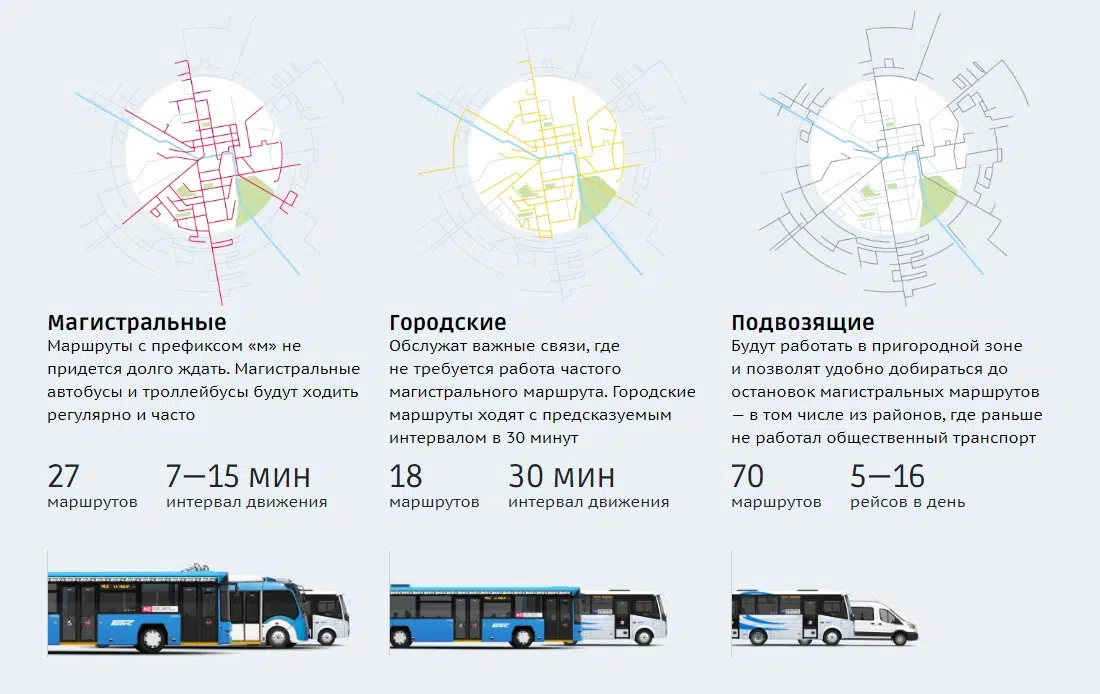 Магистральные
Маршруты с префиксом «м» не
придется долго ждать. Магистральные
автобусы и троллейбусы будут ходить
регулярно и часто
27
маршрутов
7—15 мин
интервал движения
Городские
Обслужат важные связи, где
не требуется работа частого
магистрального маршрута. Городские
маршруты ходят с предсказуемым
интервалом в 30 минут
18
маршрутов
30 мин
интервал движения
Подвозящие
Будут работать в пригородной зоне
и позволят удобно добираться до
остановок магистральных маршрутов
— в том числе из районов, где раньше
не работал общественный транспорт
70
маршрутов
5—16
рейсов в день